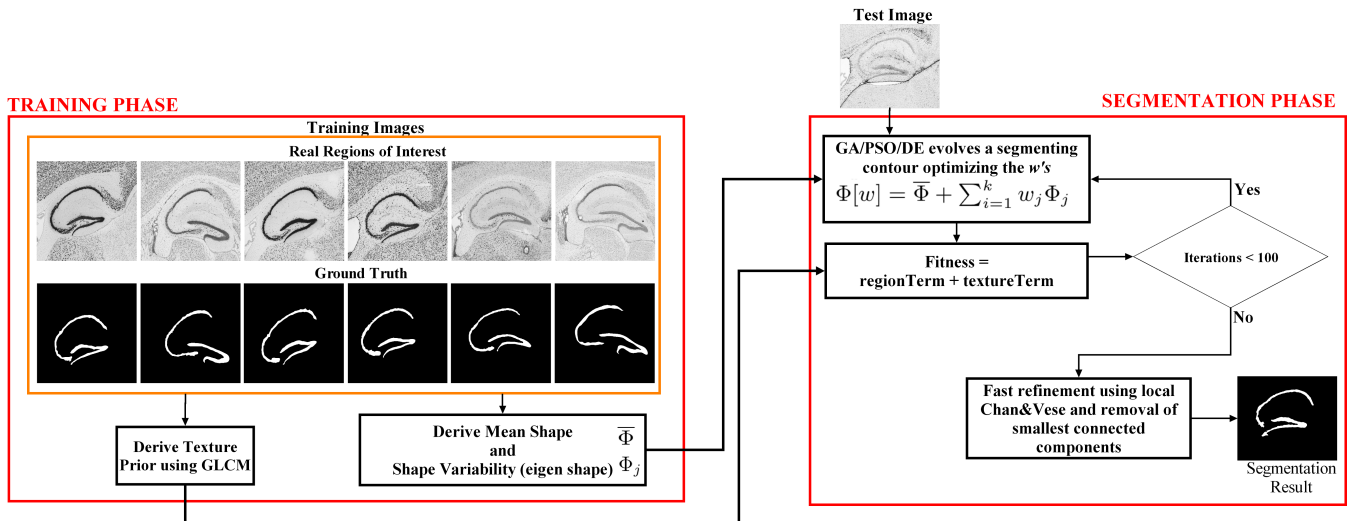 Test Image
TRAINING PHASE
SEGMENTATION PHASE
Training Images
Real Regions of Interest
Ground Truth
Derive Texture
Prior using GLCM
Derive Mean Shape
and
Shape Variability (eigen shape)
Φ̅
Φ_j
GA/PSO/DE evolves a segmenting
contour optimizing the w's
Φ[w] = Φ̅ + ∑_{i=1}^{k} w_jΦ_j
Fitness =
regionTerm + textureTerm
Yes
Iterations < 100
No
Fast refinement using local
Chan&Vese and removal of
smallest connected
components
Segmentation
Result